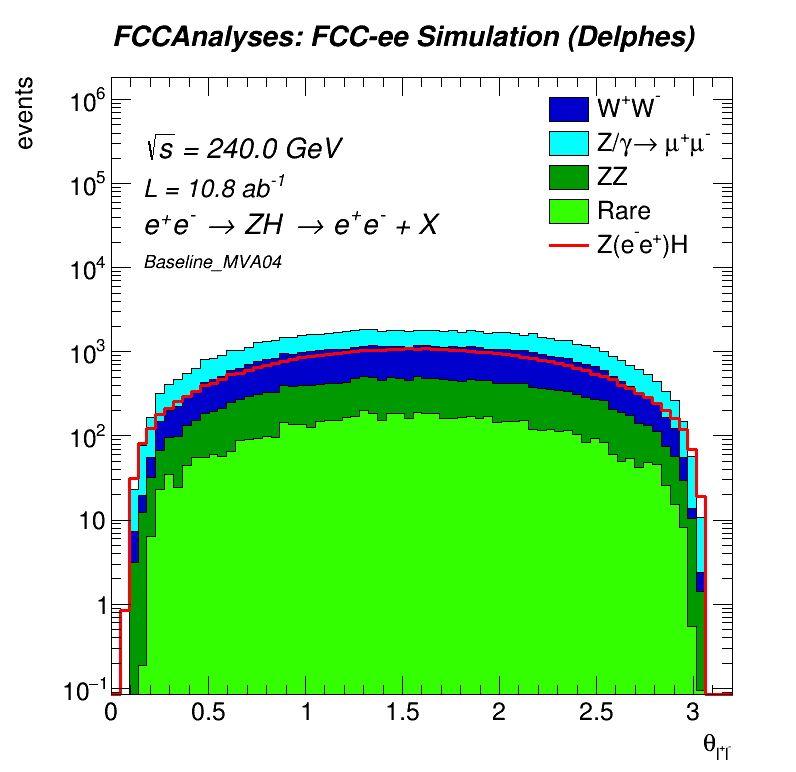 FCCAnalyses: FCC-ee Simulation (Delphes)
events
10⁶
10⁵
10⁴
10³
10²
10
1
10⁻¹
√s = 240.0 GeV
L = 10.8 ab⁻¹
e⁺e⁻ → ZH → e⁺e⁻ + X
Baseline_MVA04
W⁺W⁻
Z/γ→ μ⁺μ⁻
ZZ
Rare
Z(e⁻e⁺)H
0 0.5 1 1.5 2 2.5 3
θ_{l⁺l⁻}